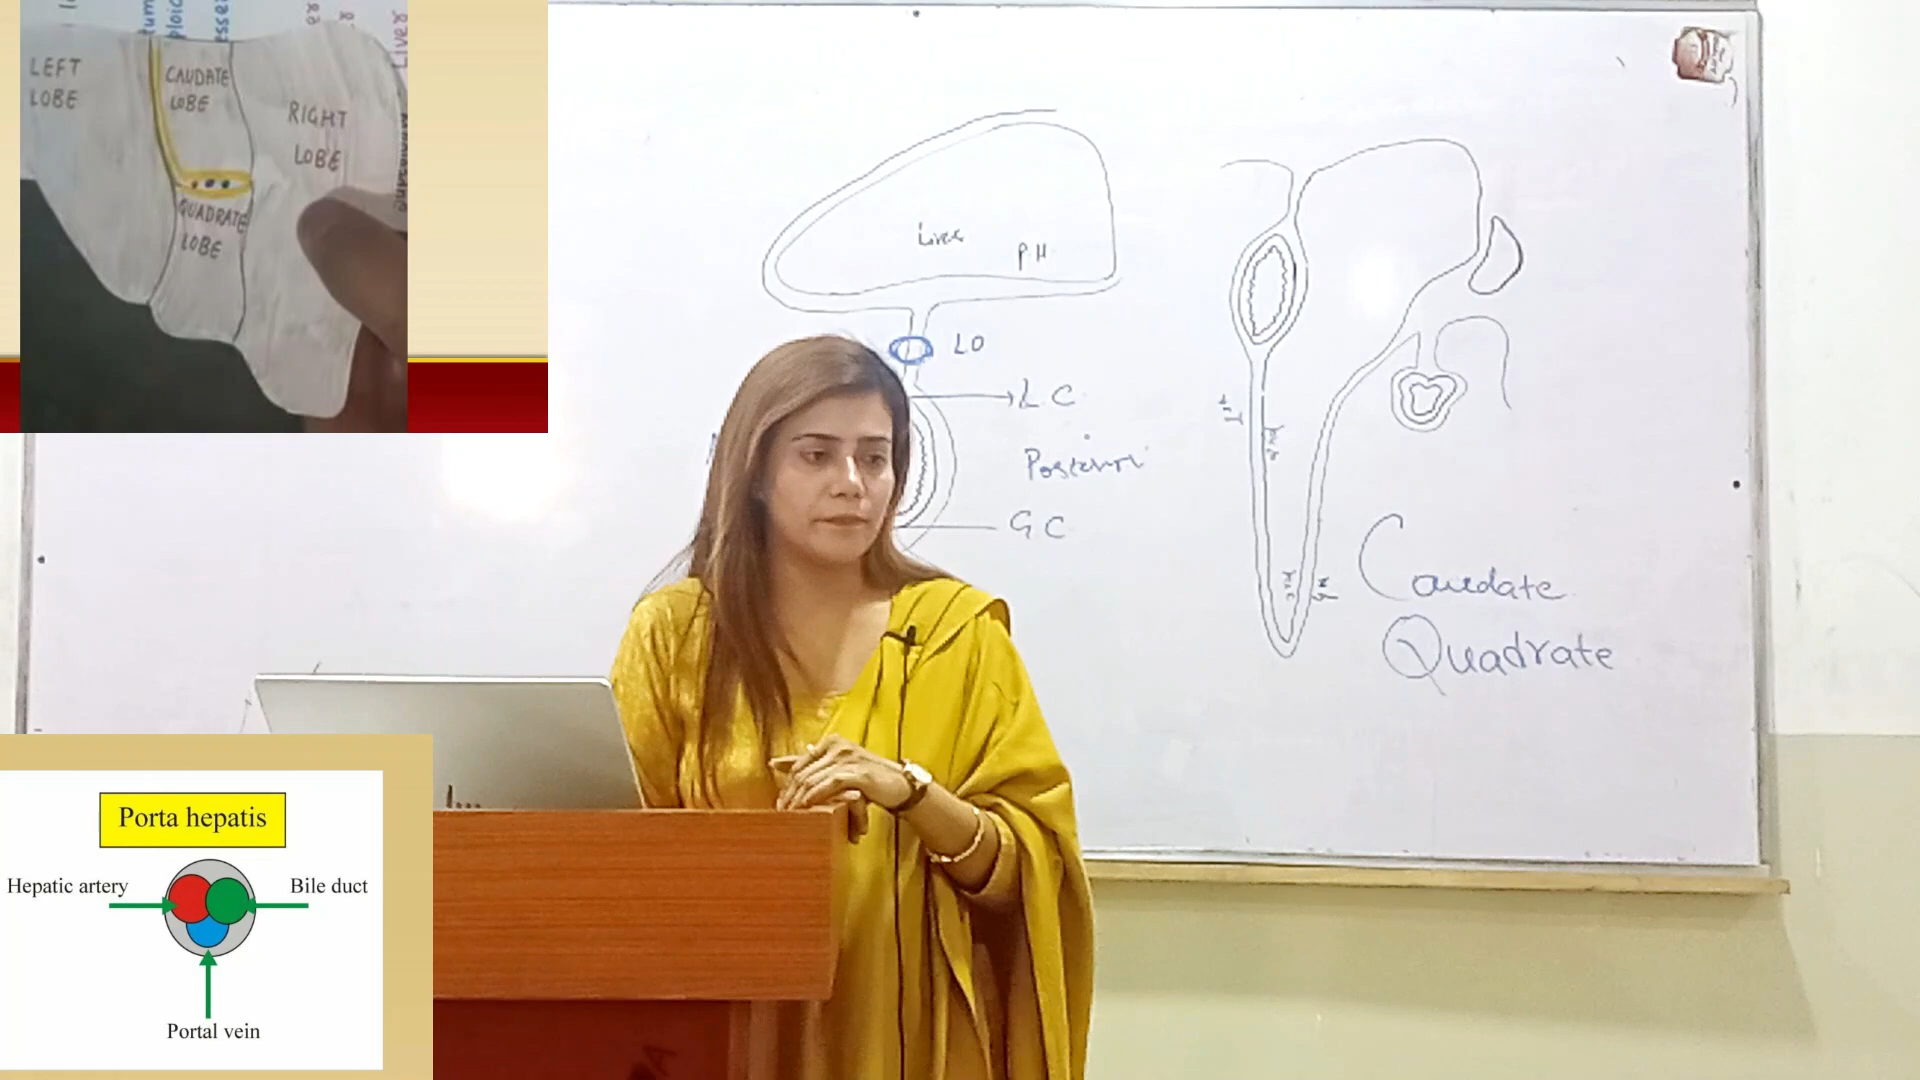 LEFT
LOBE
CAUDATE
LOBE
RIGHT
LOBE
QUADRATE
LOBE
Liver
P.H
LO
L.C
Posterior
GC
Caudate
Quadrate
Porta hepatis
Hepatic artery
Bile duct
Portal vein